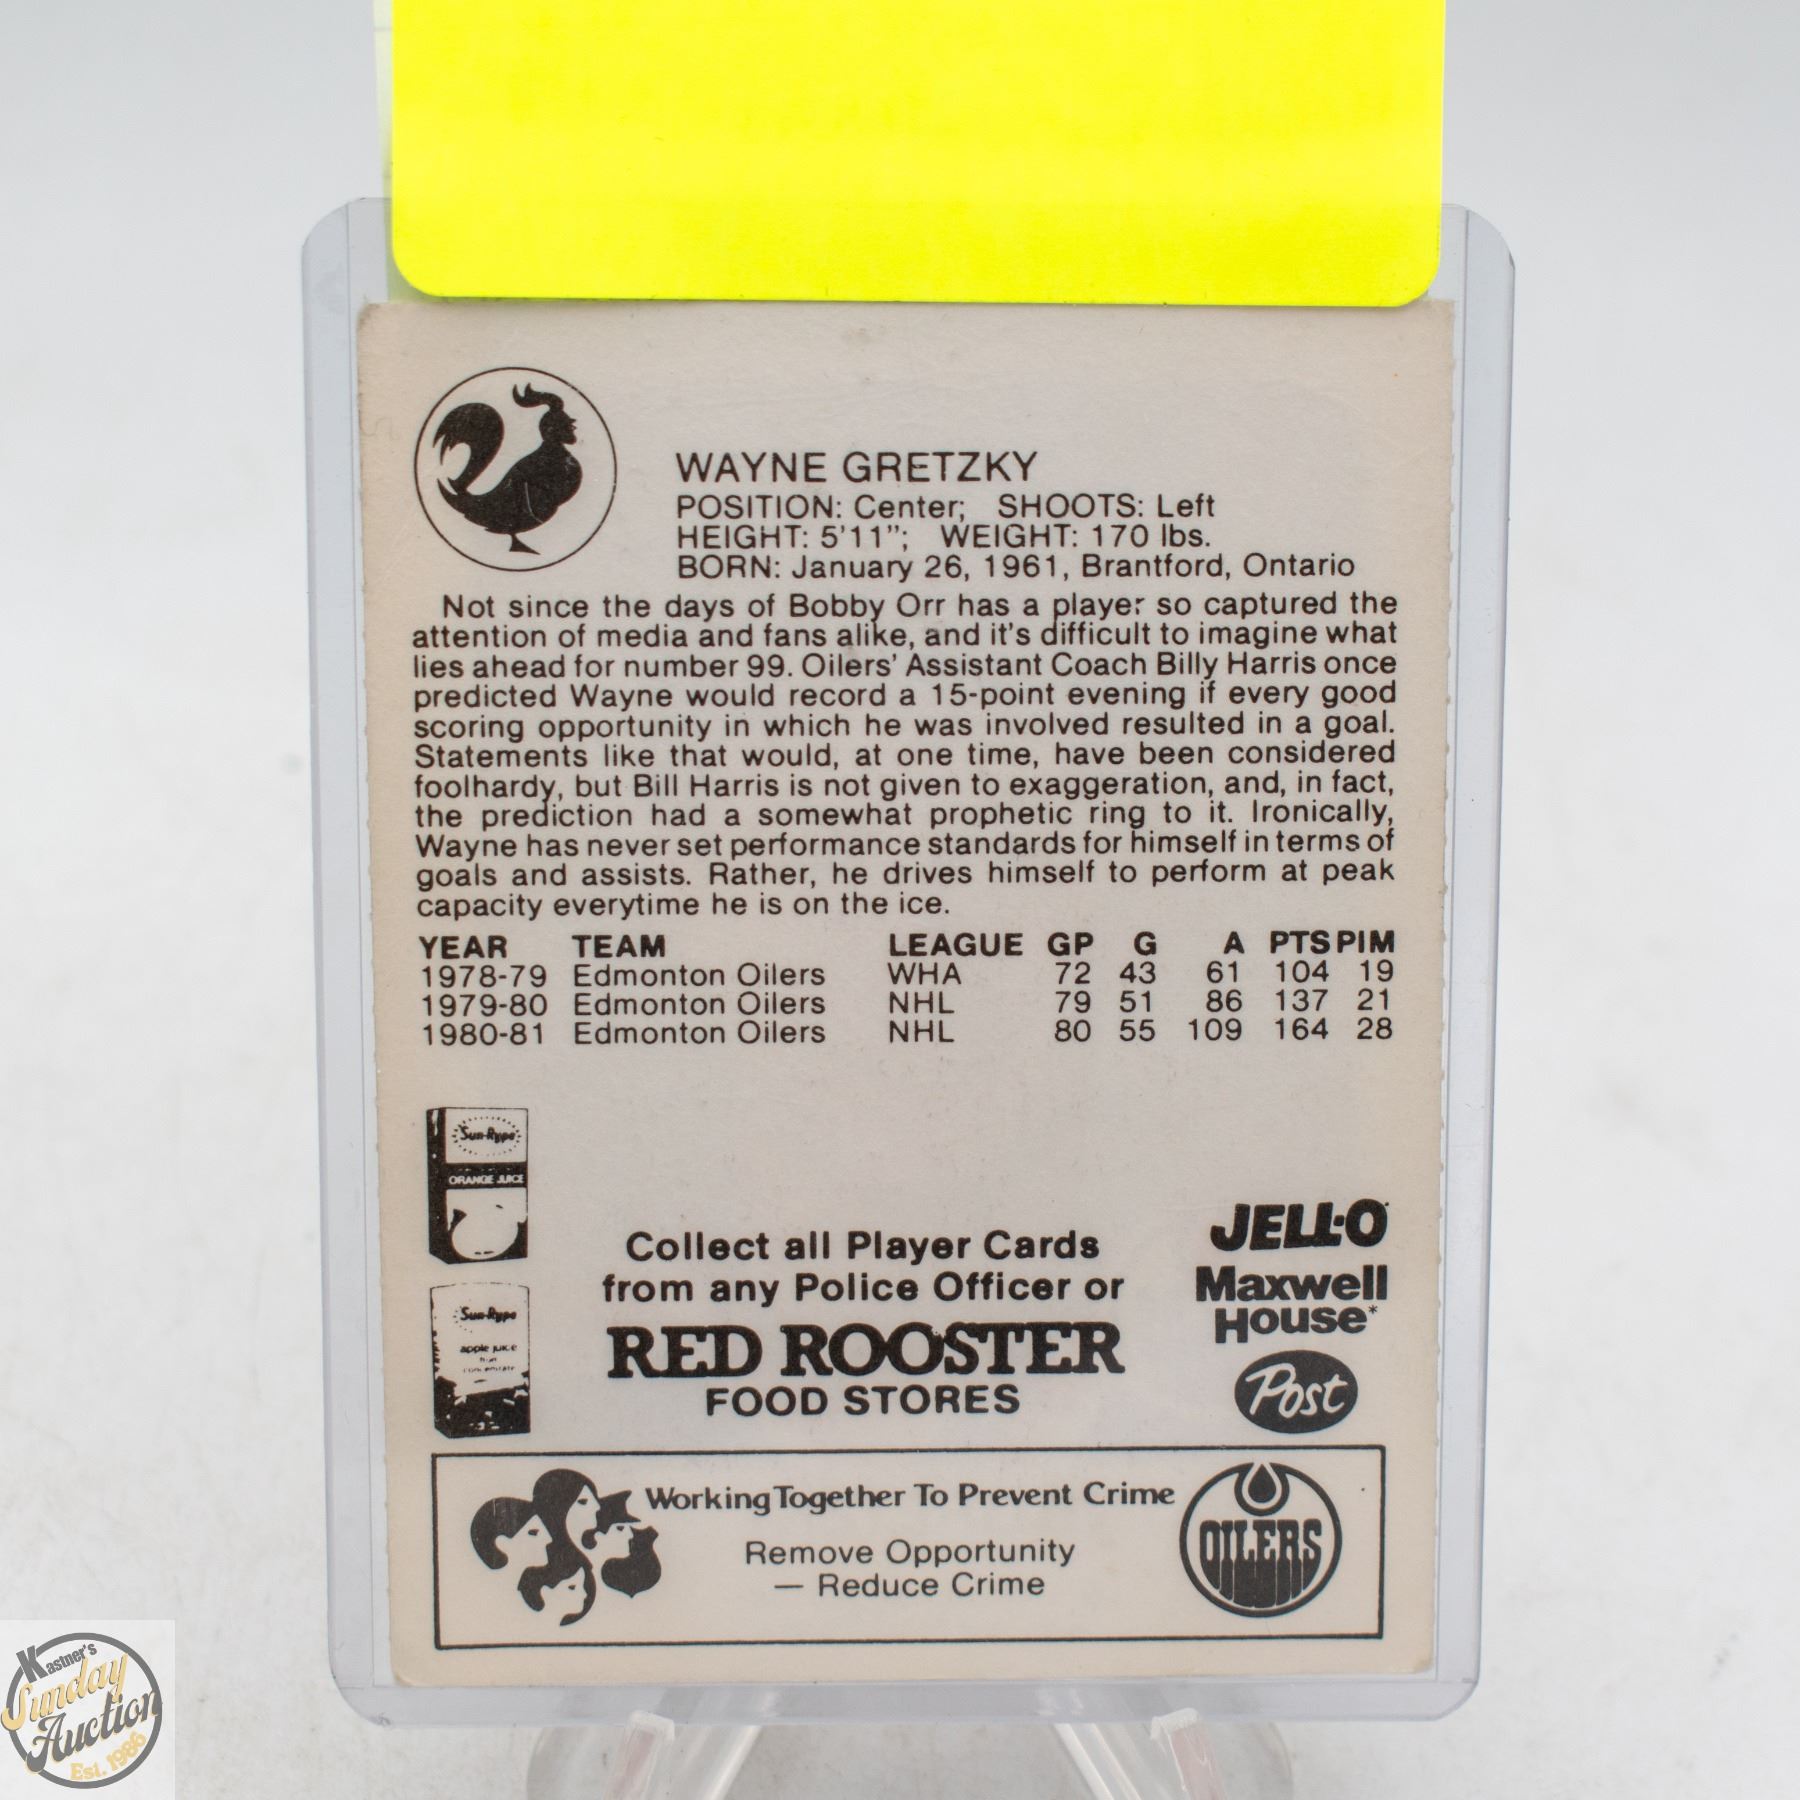 WAYNE GRETZKY
POSITION: Center; SHOOTS: Left
HEIGHT: 5'11"; WEIGHT: 170 lbs.
BORN: January 26, 1961, Brantford, Ontario
Not since the days of Bobby Orr has a player so captured the
attention of media and fans alike, and it's difficult to imagine what
lies ahead for number 99. Oilers' Assistant Coach Billy Harris once
predicted Wayne would record a 15-point evening if every good
scoring opportunity in which he was involved resulted in a goal.
Statements like that would, at one time, have been considered
foolhardy, but Bill Harris is not given to exaggeration, and, in fact,
the prediction had a somewhat prophetic ring to it. Ironically,
Wayne has never set performance standards for himself in terms of
goals and assists. Rather, he drives himself to perform at peak
capacity everytime he is on the ice.
YEAR TEAM LEAGUE GP G A PTS PIM
1978-79 Edmonton Oilers WHA 72 43 61 104 19
1979-80 Edmonton Oilers NHL 79 51 86 137 21
1980-81 Edmonton Oilers NHL 80 55 109 164 28
Sun-Rype
ORANGE JUICE
Sun-Rype
apple juice
from
concentrate
Collect all Player Cards
from any Police Officer or
RED ROOSTER
FOOD STORES
JELL-O
Maxwell
House*
Post
Working Together To Prevent Crime
Remove Opportunity
— Reduce Crime
OILERS
Kastner's
Sunday
Auction
Est. 1986